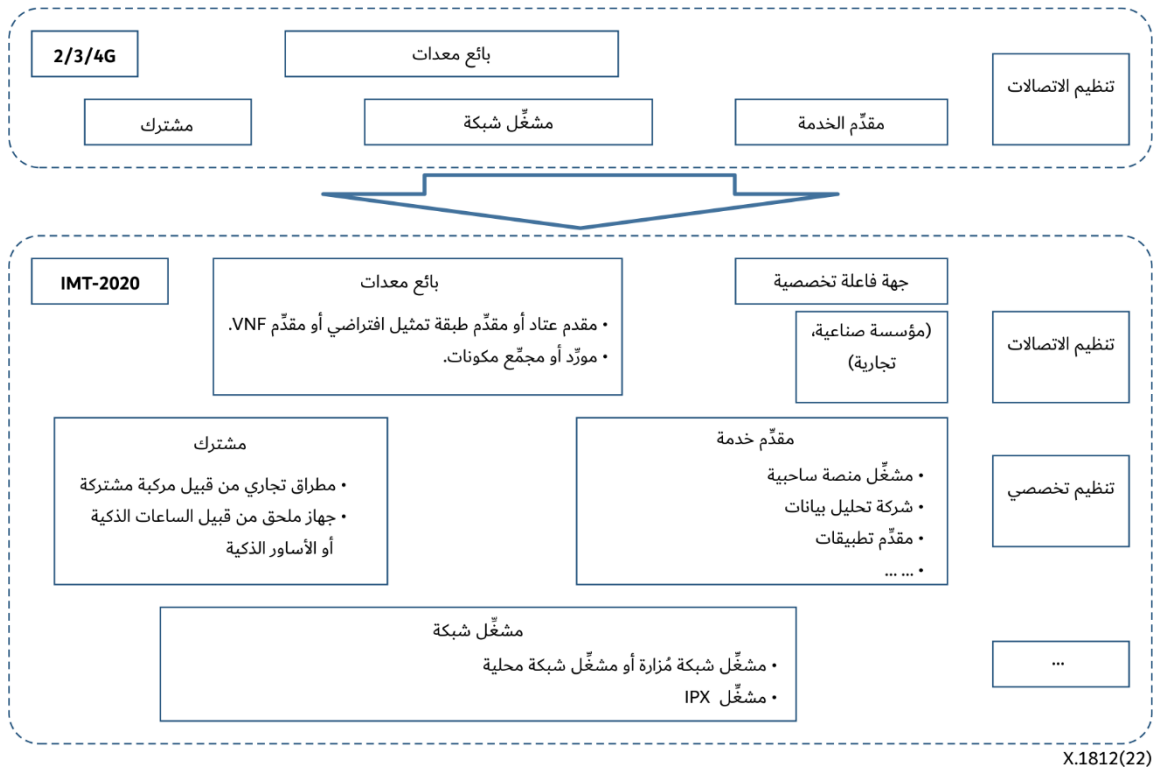 2/3/4G
بائع معدات
تنظيم الاتصالات
مقدِّم الخدمة
مشغِّل شبكة
مشترك
IMT-2020
جهة فاعلة تخصصية
(مؤسسة صناعية،
تجارية)
بائع معدات
• مقدم عتاد أو مقدِّم طبقة تمثيل افتراضي أو مقدِّم VNF.
• مورِّد أو مجمِّع مكونات.
تنظيم الاتصالات
مقدِّم خدمة
• مشغِّل منصة ساحبية
• شركة تحليل بيانات
• مقدِّم تطبيقات
• ... ...
مشترك
• مطراق تجاري من قبيل مركبة مشتركة
• جهاز ملحق من قبيل الساعات الذكية
أو الأساور الذكية
تنظيم تخصصي
مشغِّل شبكة
• مشغِّل شبكة مُزارة أو مشغِّل شبكة محلية
• مشغِّل IPX
...
X.1812(22)